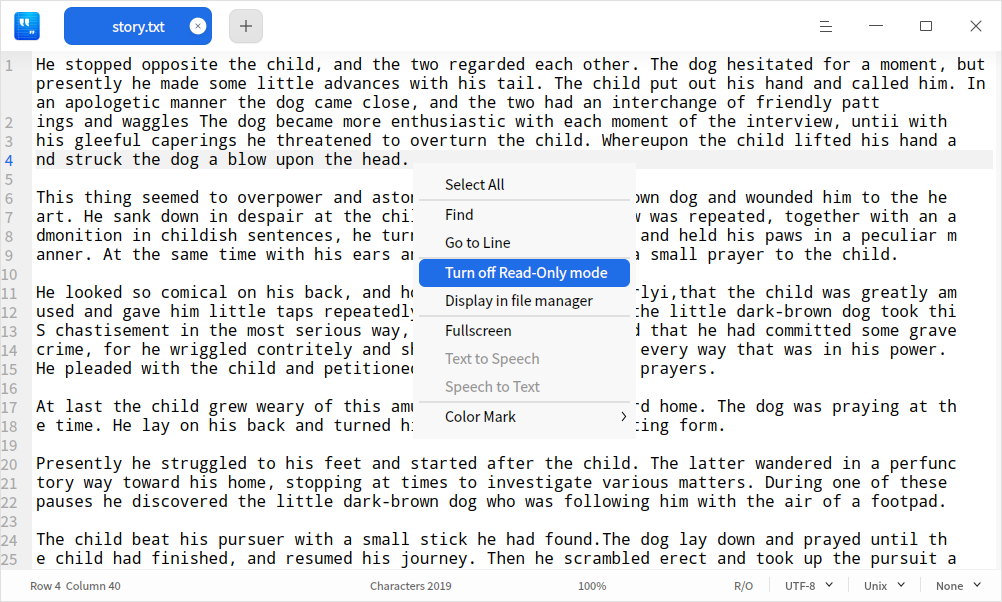 story.txt
1 He stopped opposite the child, and the two regarded each other. The dog hesitated for a moment, but
presently he made some little advances with his tail. The child put out his hand and called him. In
an apologetic manner the dog came close, and the two had an interchange of friendly patt
2 ings and waggles The dog became more enthusiastic with each moment of the interview, untii with
3 his gleeful caperings he threatened to overturn the child. Whereupon the child lifted his hand a
4 nd struck the dog a blow upon the head.
5
6 This thing seemed to overpower and aston own dog and wounded him to the he
7 art. He sank down in despair at the chi w was repeated, together with an a
8 dmonition in childish sentences, he turn and held his paws in a peculiar m
9 anner. At the same time with his ears an a small prayer to the child.
10
11 He looked so comical on his back, and ho rlyi,that the child was greatly am
12 used and gave him little taps repeatedly the little dark-brown dog took thi
13 S chastisement in the most serious way, d that he had committed some grave
14 crime, for he wriggled contritely and sh every way that was in his power.
15 He pleaded with the child and petitioned prayers.
16
17 At last the child grew weary of this amu rd home. The dog was praying at th
18 e time. He lay on his back and turned hi ting form.
19
20 Presently he struggled to his feet and started after the child. The latter wandered in a perfunc
21 tory way toward his home, stopping at times to investigate various matters. During one of these
22 pauses he discovered the little dark-brown dog who was following him with the air of a footpad.
23
24 The child beat his pursuer with a small stick he had found.The dog lay down and prayed until th
25 e child had finished, and resumed his journey. Then he scrambled erect and took up the pursuit a
Select All
Find
Go to Line
Turn off Read-Only mode
Display in file manager
Fullscreen
Text to Speech
Speech to Text
Color Mark
Row 4 Column 40 Characters 2019 100% R/O UTF-8 Unix None